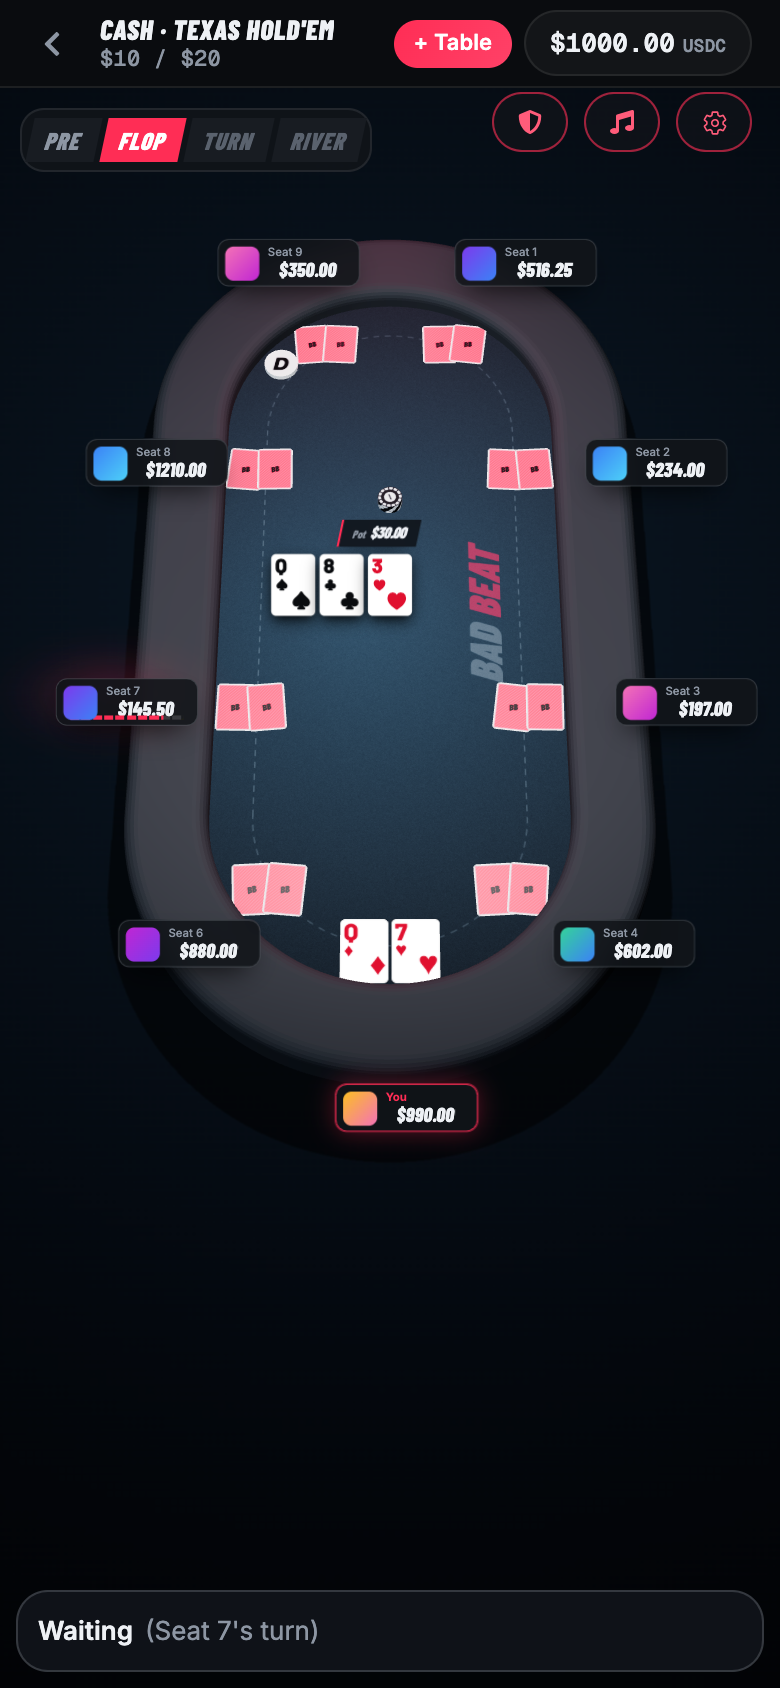 CASH · TEXAS HOLD'EM
$10 / $20
+ Table
$1000.00 USDC
PRE
FLOP
TURN
RIVER
Seat 9
$350.00
Seat 1
$516.25
D
Seat 8
$1210.00
Seat 2
$234.00
Pot $30.00
Q
8
3
BAD BEAT
Seat 7
$145.50
Seat 3
$197.00
Seat 6
$880.00
Q
7
Seat 4
$602.00
You
$990.00
Waiting (Seat 7's turn)